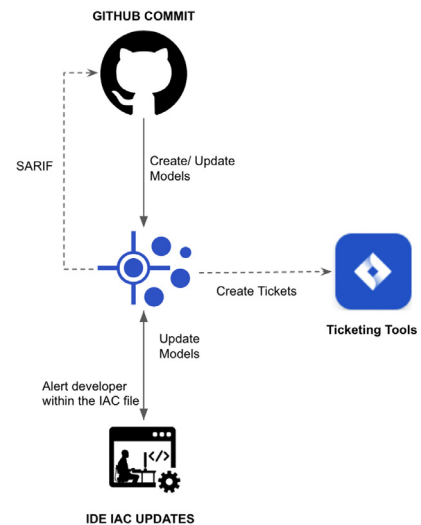 GITHUB COMMIT
SARIF
Create/ Update
Models
Create Tickets
Ticketing Tools
Update
Models
Alert developer
within the IAC file
</>
IDE IAC UPDATES